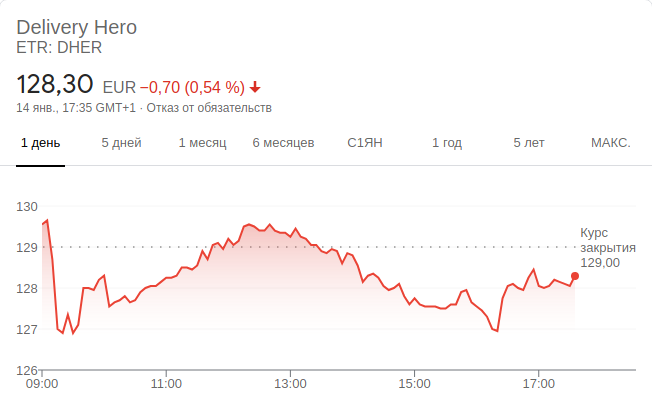 Delivery Hero
ETR: DHER
128,30 EUR −0,70 (0,54 %)
14 янв., 17:35 GMT+1 · Отказ от обязательств
1 день 5 дней 1 месяц 6 месяцев С1ЯН 1 год 5 лет МАКС.
130
129
128
127
126
Курс
закрытия
129,00
09:00 11:00 13:00 15:00 17:00